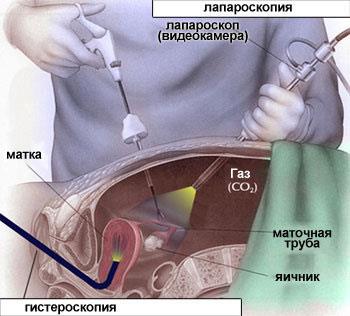 лапароскопия
лапароскоп
(видеокамера)
матка
Газ
(CO₂)
маточная
труба
яичник
гистероскопия